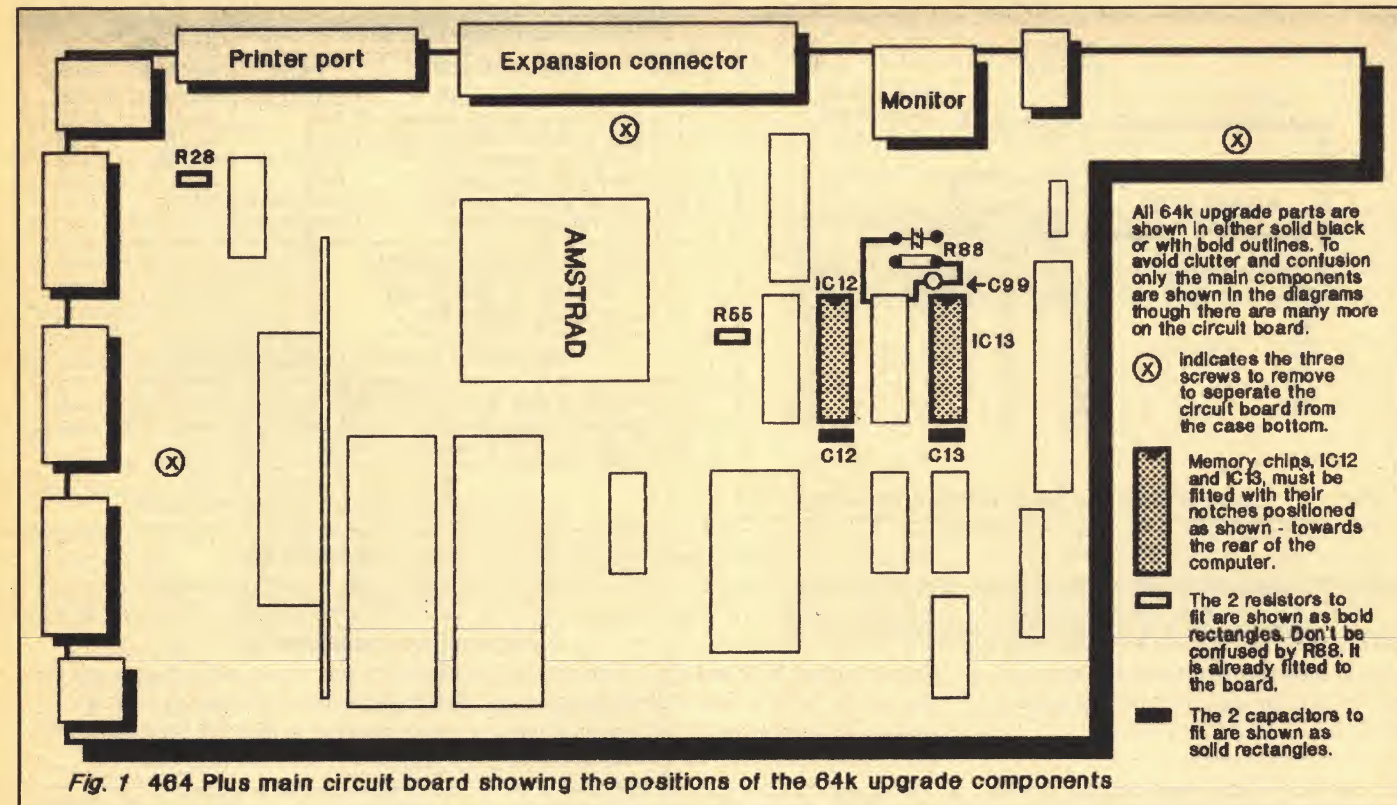 Printer port
Expansion connector
Monitor
R28
AMSTRAD
R88
IC12
←C99
R55
IC13
C12
C13
All 64k upgrade parts are
shown in either solid black
or with bold outlines. To
avoid clutter and confusion
only the main components
are shown in the diagrams
though there are many more
on the circuit board.
X
X
X
X
indicates the three
screws to remove
to seperate the
circuit board from
the case bottom.
Memory chips, IC12
and IC13, must be
fitted with their
notches positioned
as shown - towards
the rear of the
computer.
The 2 resistors to
fit are shown as bold
rectangles. Don't be
confused by R88. It
is already fitted to
the board.
The 2 capacitors to
fit are shown as
solid rectangles.
Fig. 1 464 Plus main circuit board showing the positions of the 64k upgrade components